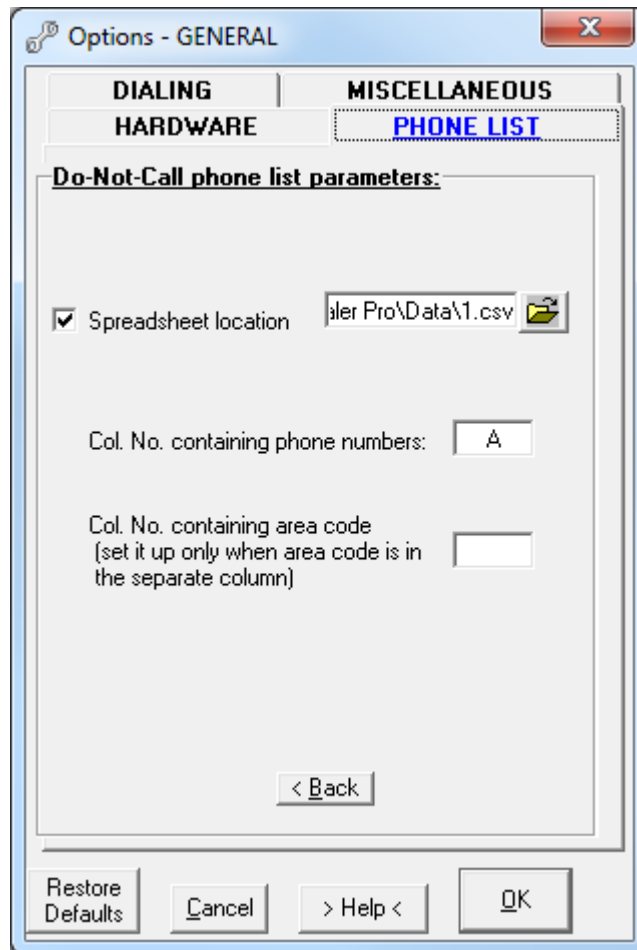 Options - GENERAL
x
DIALING MISCELLANEOUS
HARDWARE PHONE LIST
Do-Not-Call phone list parameters:
Spreadsheet location aler Pro\Data\1.csv
Col. No. containing phone numbers: A
Col. No. containing area code
(set it up only when area code is in
the separate column)
< Back
Restore
Defaults
Cancel
> Help <
OK